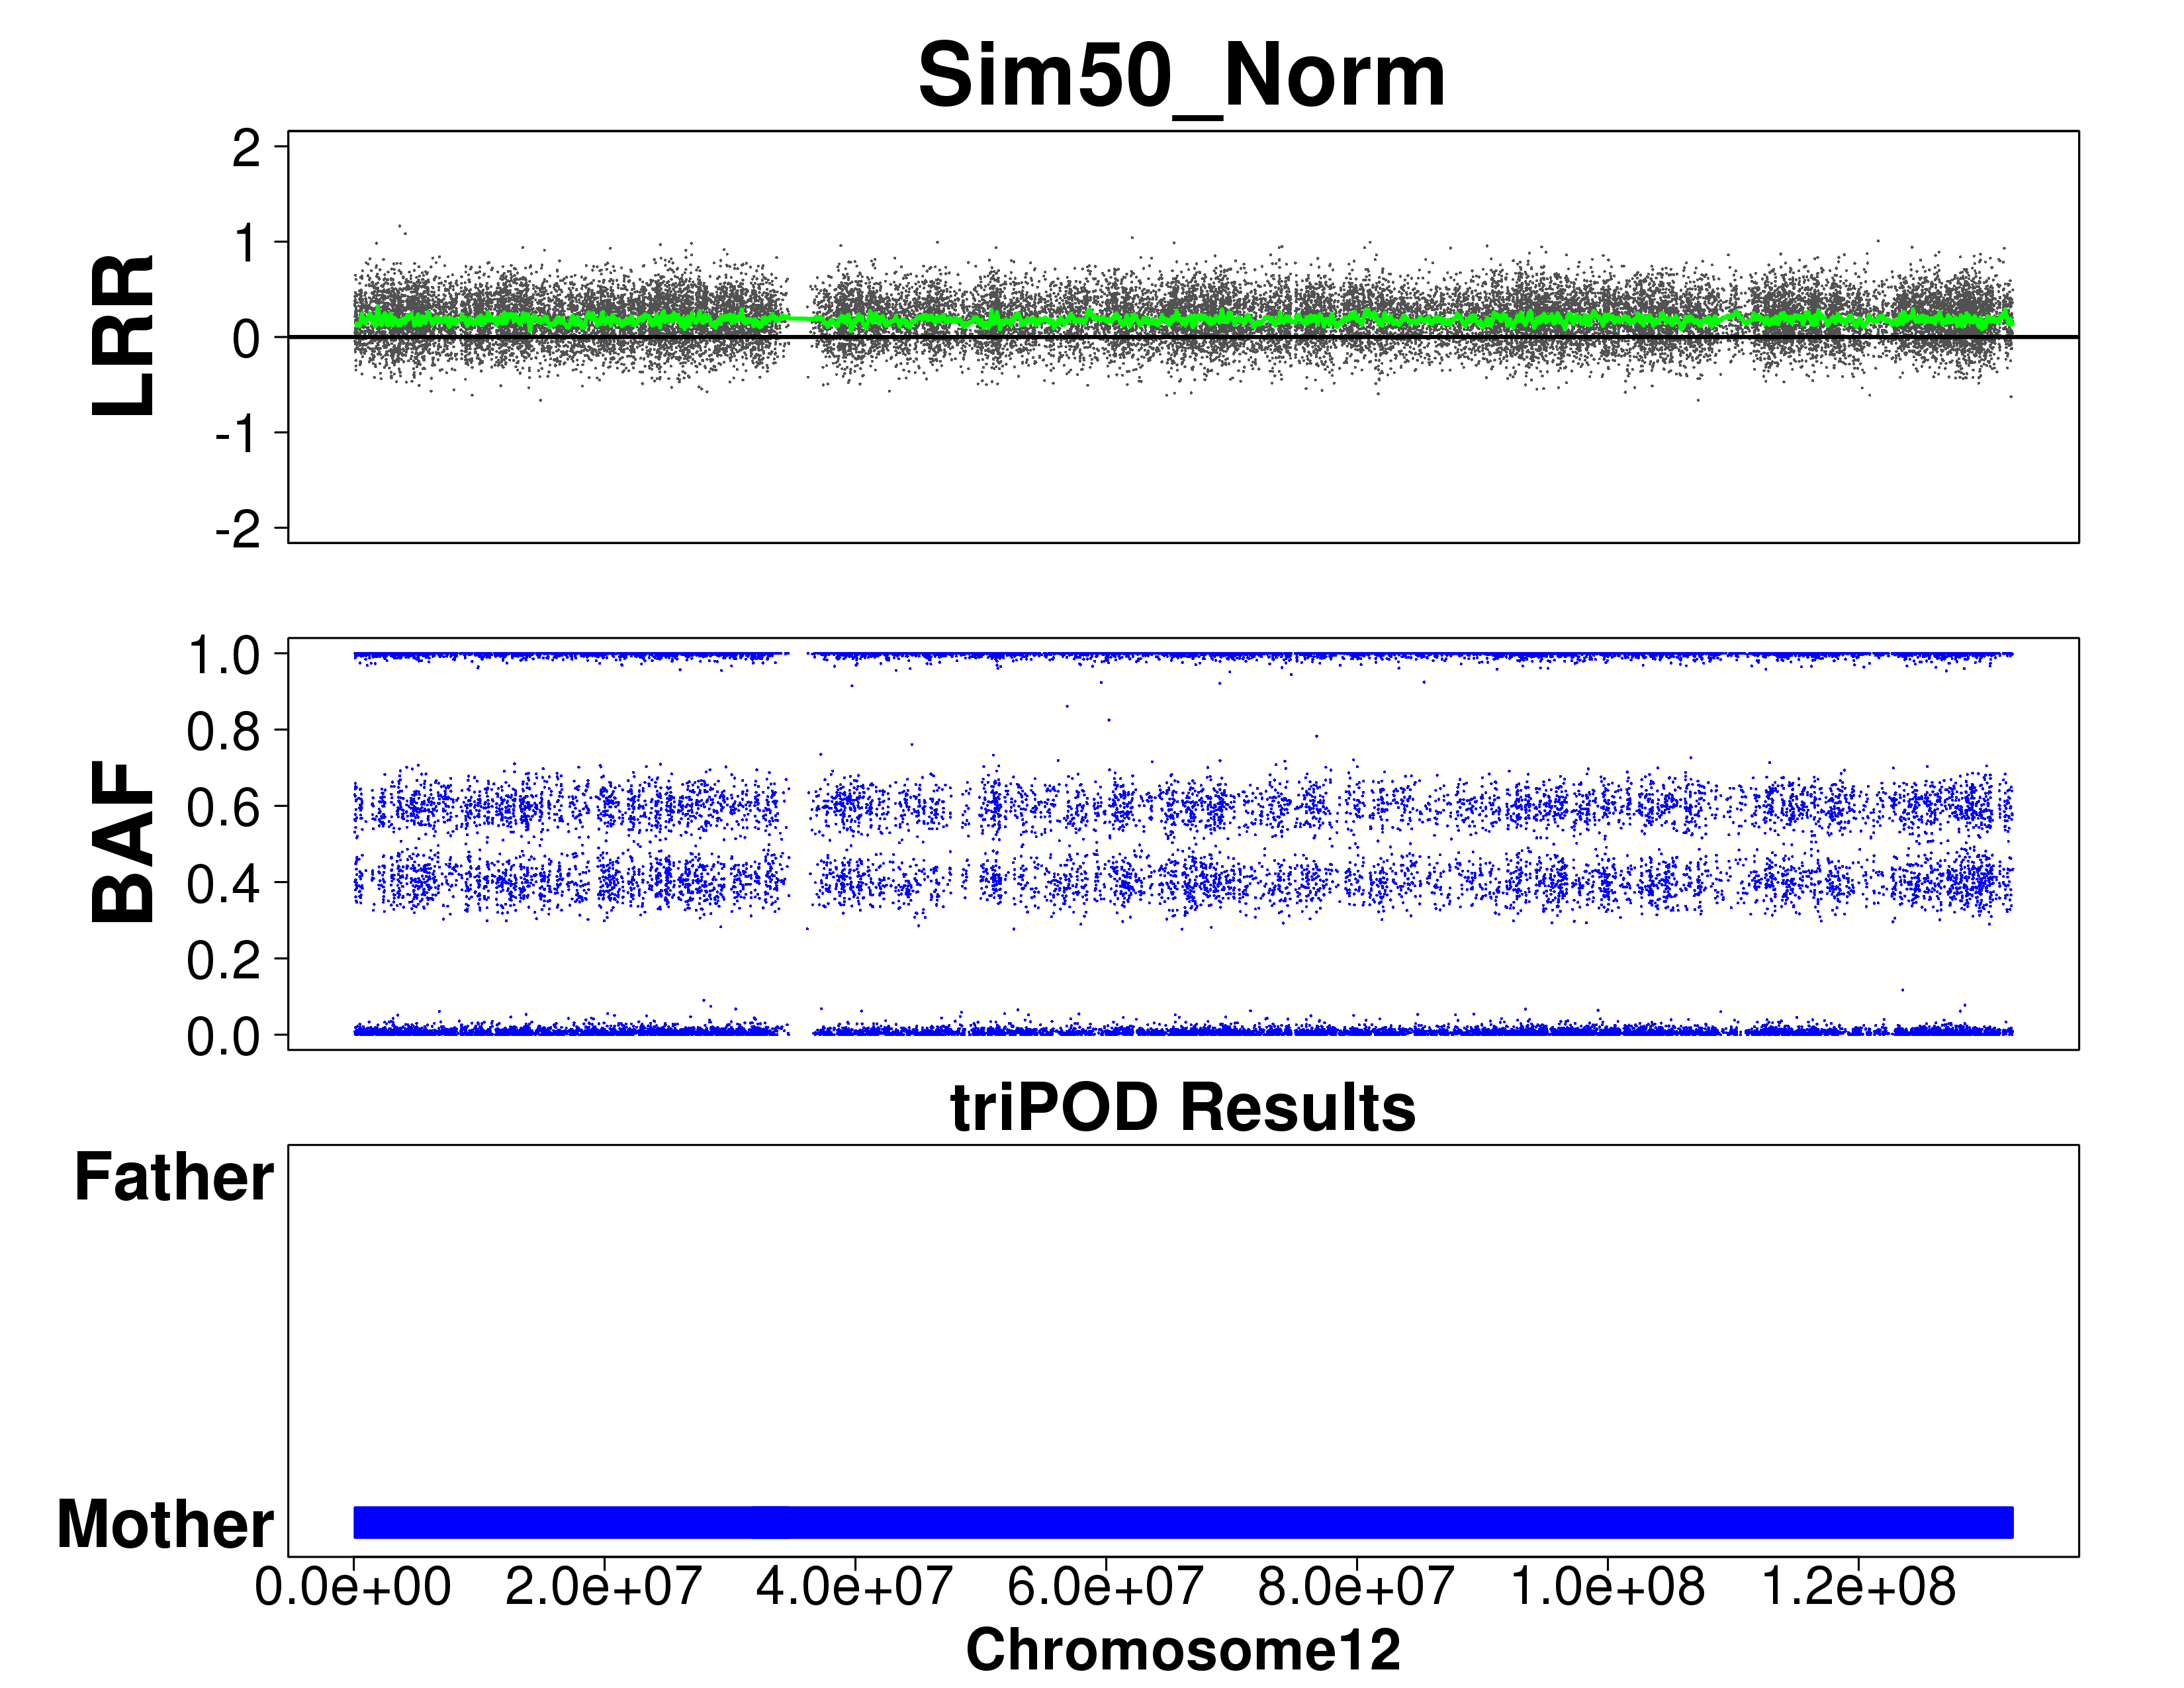 Sim50_Norm
LRR
2
1
0
-1
-2
BAF
1.0
0.8
0.6
0.4
0.2
0.0
triPOD Results
Father
Mother
0.0e+00 2.0e+07 4.0e+07 6.0e+07 8.0e+07 1.0e+08 1.2e+08
Chromosome12